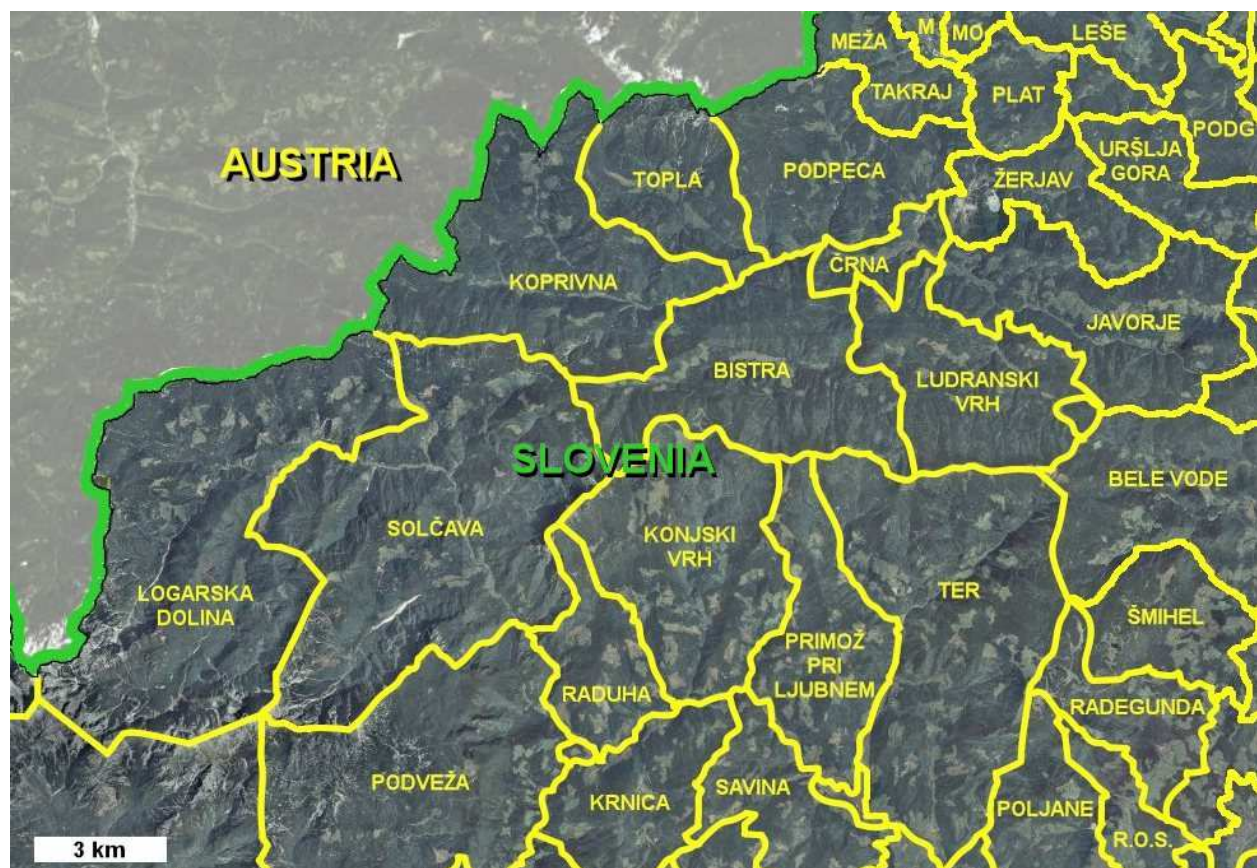 MEŽA
M
MO
LEŠE
TAKRAJ
PLAT
PODG
AUSTRIA
TOPLA
PODPECA
ŽERJAV
URŠLJA
GORA
KOPRIVNA
ČRNA
JAVORJE
BISTRA
LUDRANSKI
VRH
SLOVENIA
BELE VODE
SOLČAVA
KONJSKI
VRH
LOGARSKA
DOLINA
TER
ŠMIHEL
PRIMOŽ
PRI
LJUBNEM
RADUHA
RADEGUNDA
PODVEŽA
KRNICA
SAVINA
POLJANE
R.O.S.
3 km